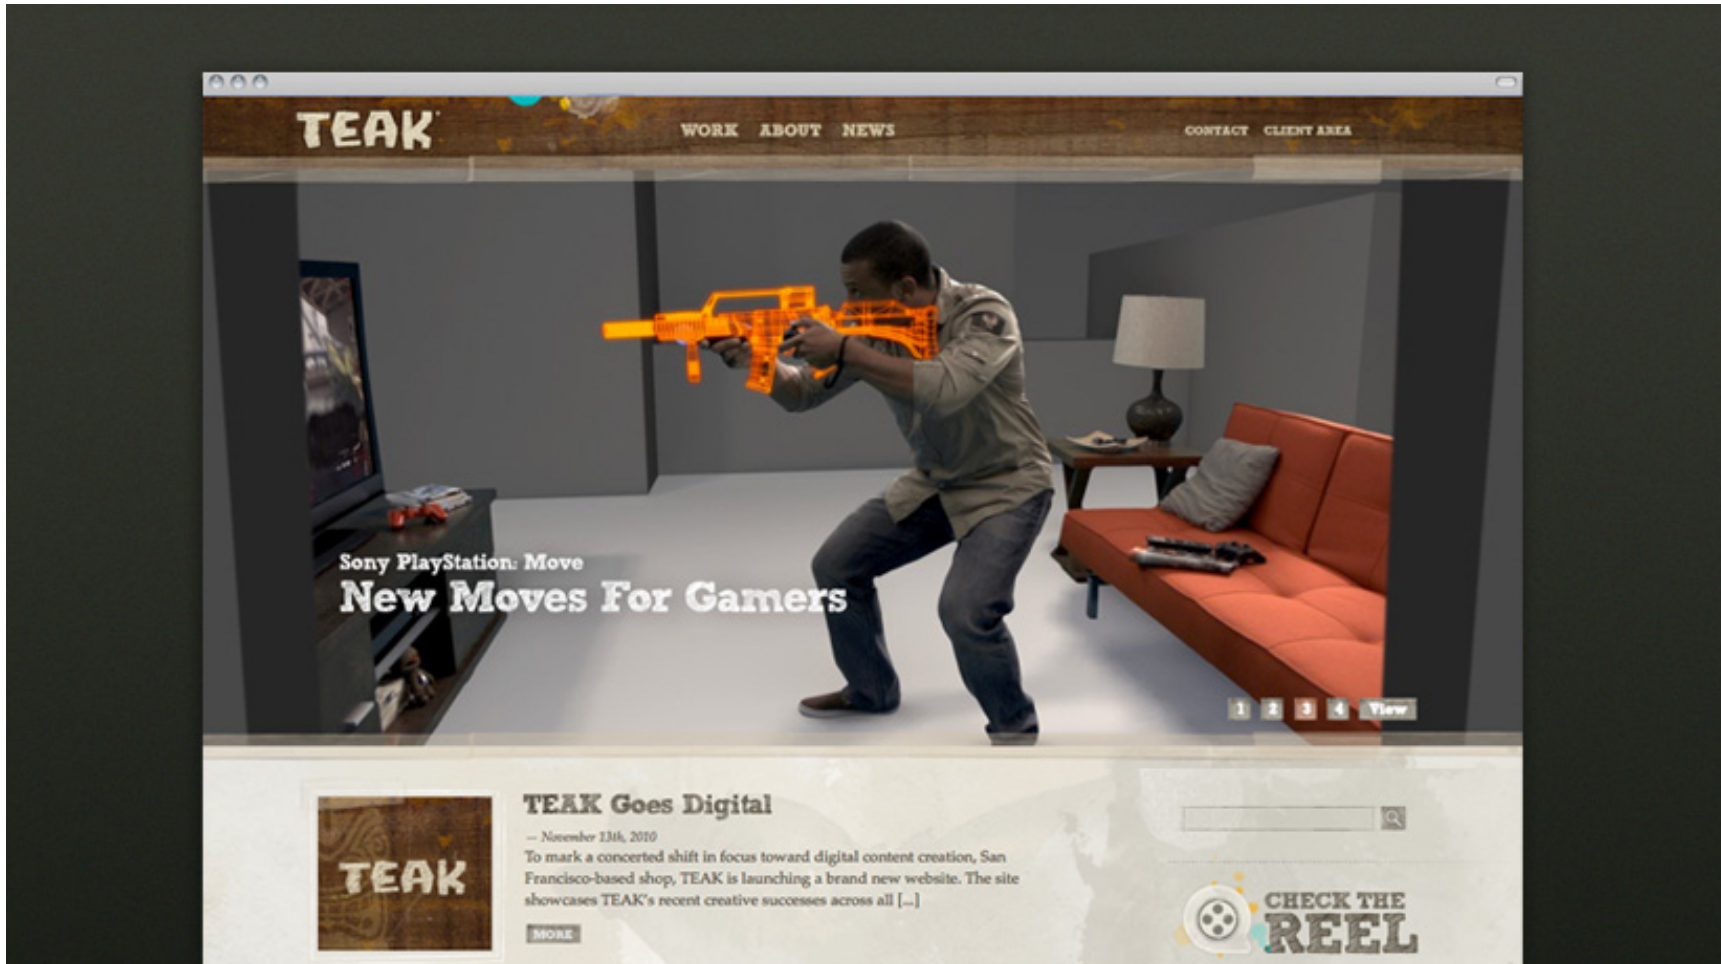 TEAK
WORK ABOUT NEWS
CONTACT CLIENT AREA
Sony PlayStation: Move
New Moves For Gamers
1 2 3 4 View
TEAK
TEAK Goes Digital
— November 13th, 2010
To mark a concerted shift in focus toward digital content creation, San
Francisco-based shop, TEAK is launching a brand new website. The site
showcases TEAK's recent creative successes across all [...]
MORE
CHECK THE
REEL